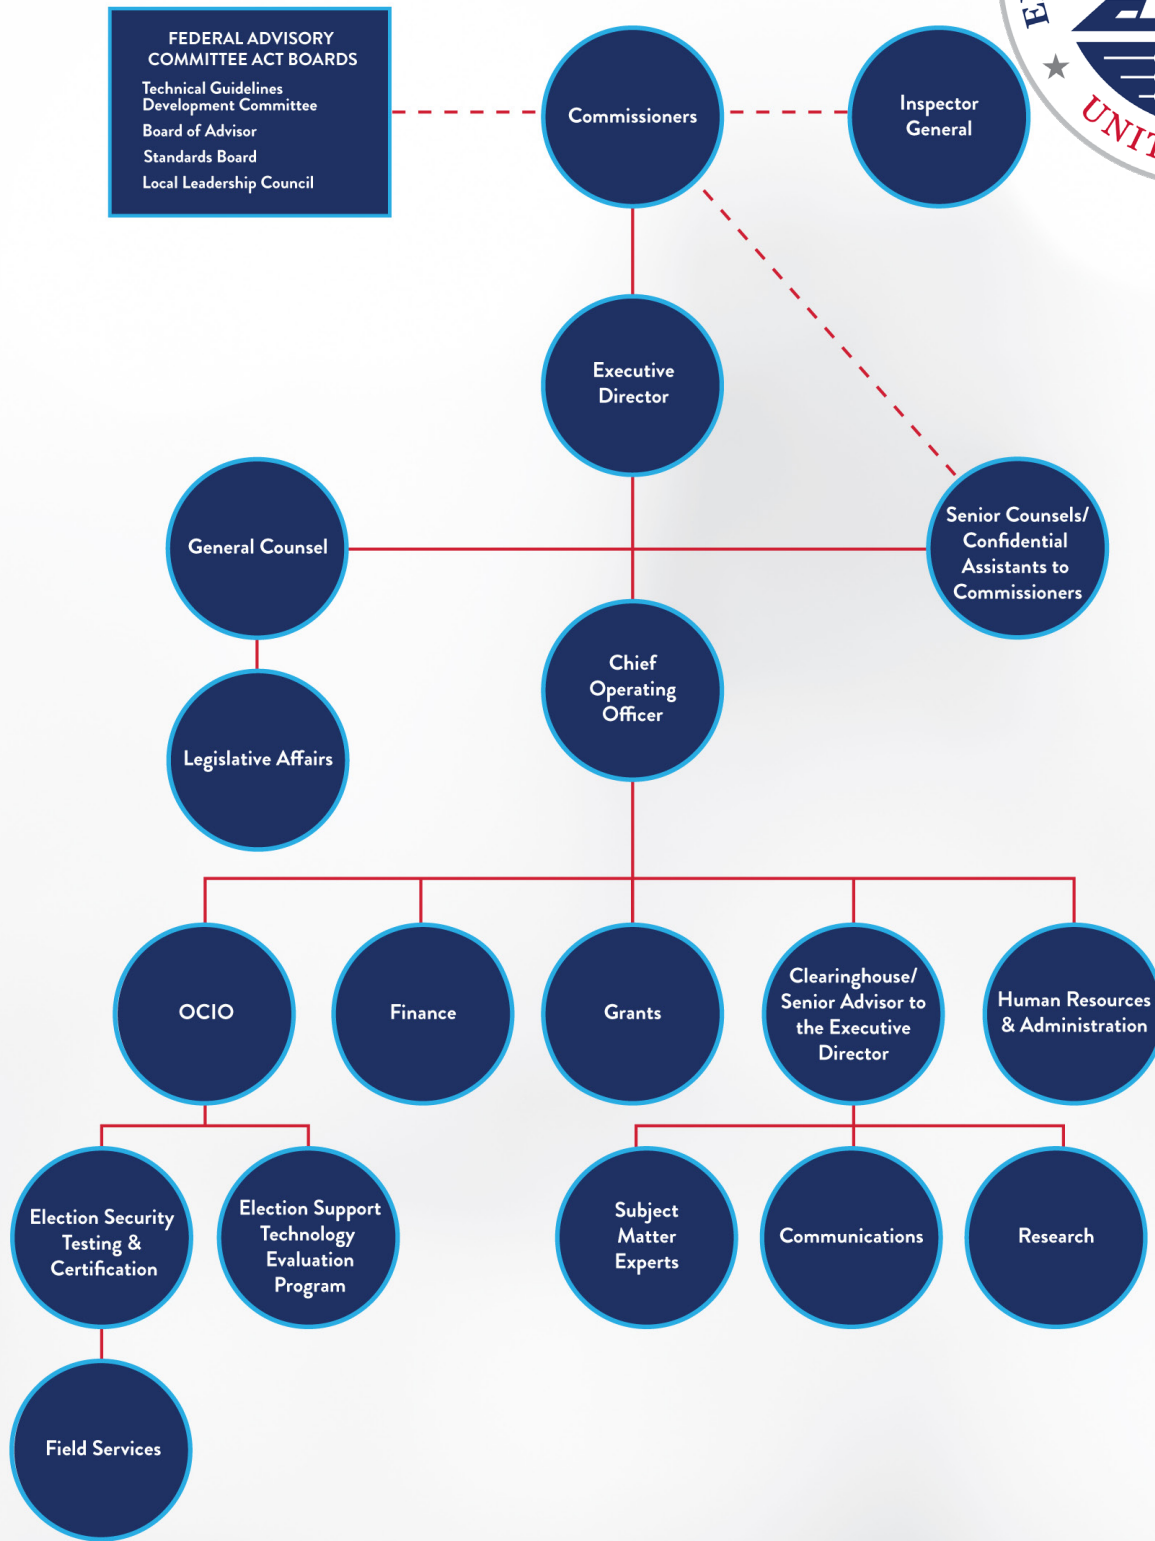 FEDERAL ADVISORY
COMMITTEE ACT BOARDS
Technical Guidelines
Development Committee
Board of Advisor
Standards Board
Local Leadership Council
Commissioners
Inspector
General
Executive
Director
General Counsel
Senior Counsels/
Confidential
Assistants to
Commissioners
Chief
Operating
Officer
Legislative Affairs
OCIO
Finance
Grants
Clearinghouse/
Senior Advisor to
the Executive
Director
Human Resources
& Administration
Election Security
Testing &
Certification
Election Support
Technology
Evaluation
Program
Subject
Matter
Experts
Communications
Research
Field Services